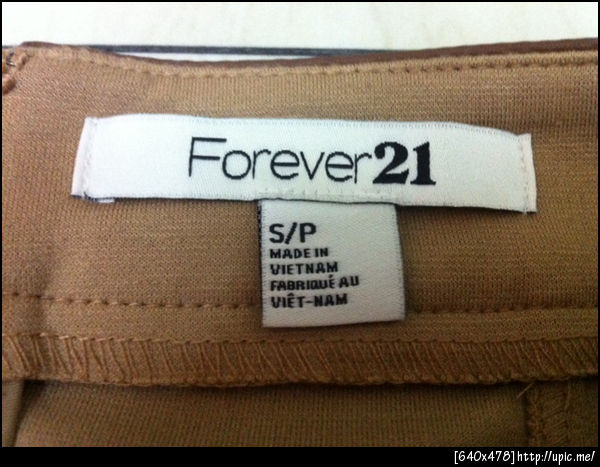 Forever21
S/P
MADE IN
VIETNAM
FABRIQUÉ AU
VIÊT-NAM
[640x478]http://upic.me/